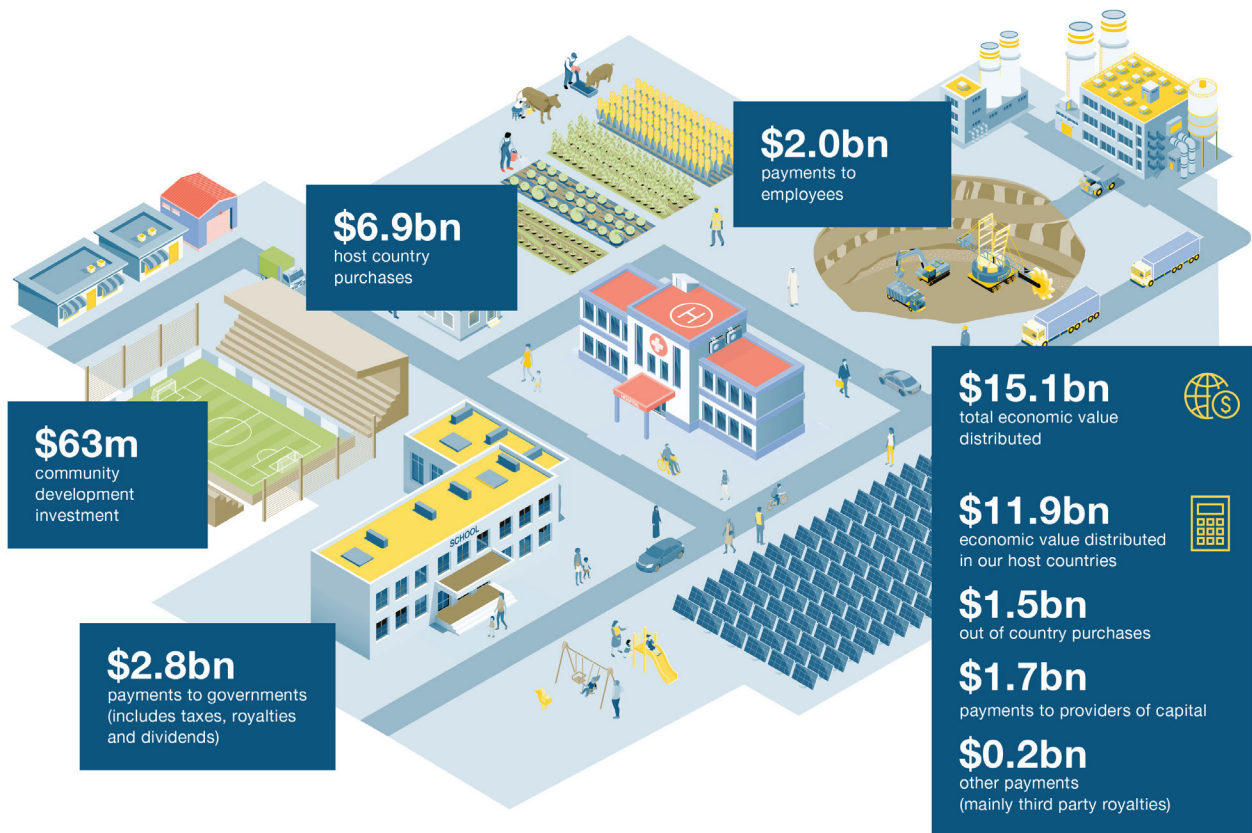 $2.0bn
payments to
employees
$6.9bn
host country
purchases
H
$15.1bn
total economic value
distributed
$
$63m
community
development
investment
$11.9bn
economic value distributed
in our host countries
SCHOOL
$1.5bn
out of country purchases
$2.8bn
payments to governments
(includes taxes, royalties
and dividends)
$1.7bn
payments to providers of capital
$0.2bn
other payments
(mainly third party royalties)